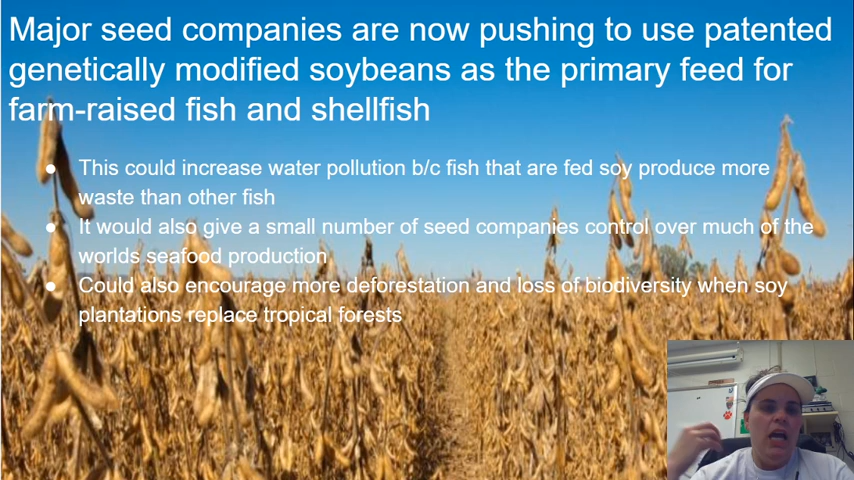 Major seed companies are now pushing to use patented
genetically modified soybeans as the primary feed for
farm-raised fish and shellfish
● This could increase water pollution b/c fish that are fed soy produce more
waste than other fish
● It would also give a small number of seed companies control over much of the
worlds seafood production
● Could also encourage more deforestation and loss of biodiversity when soy
plantations replace tropical forests